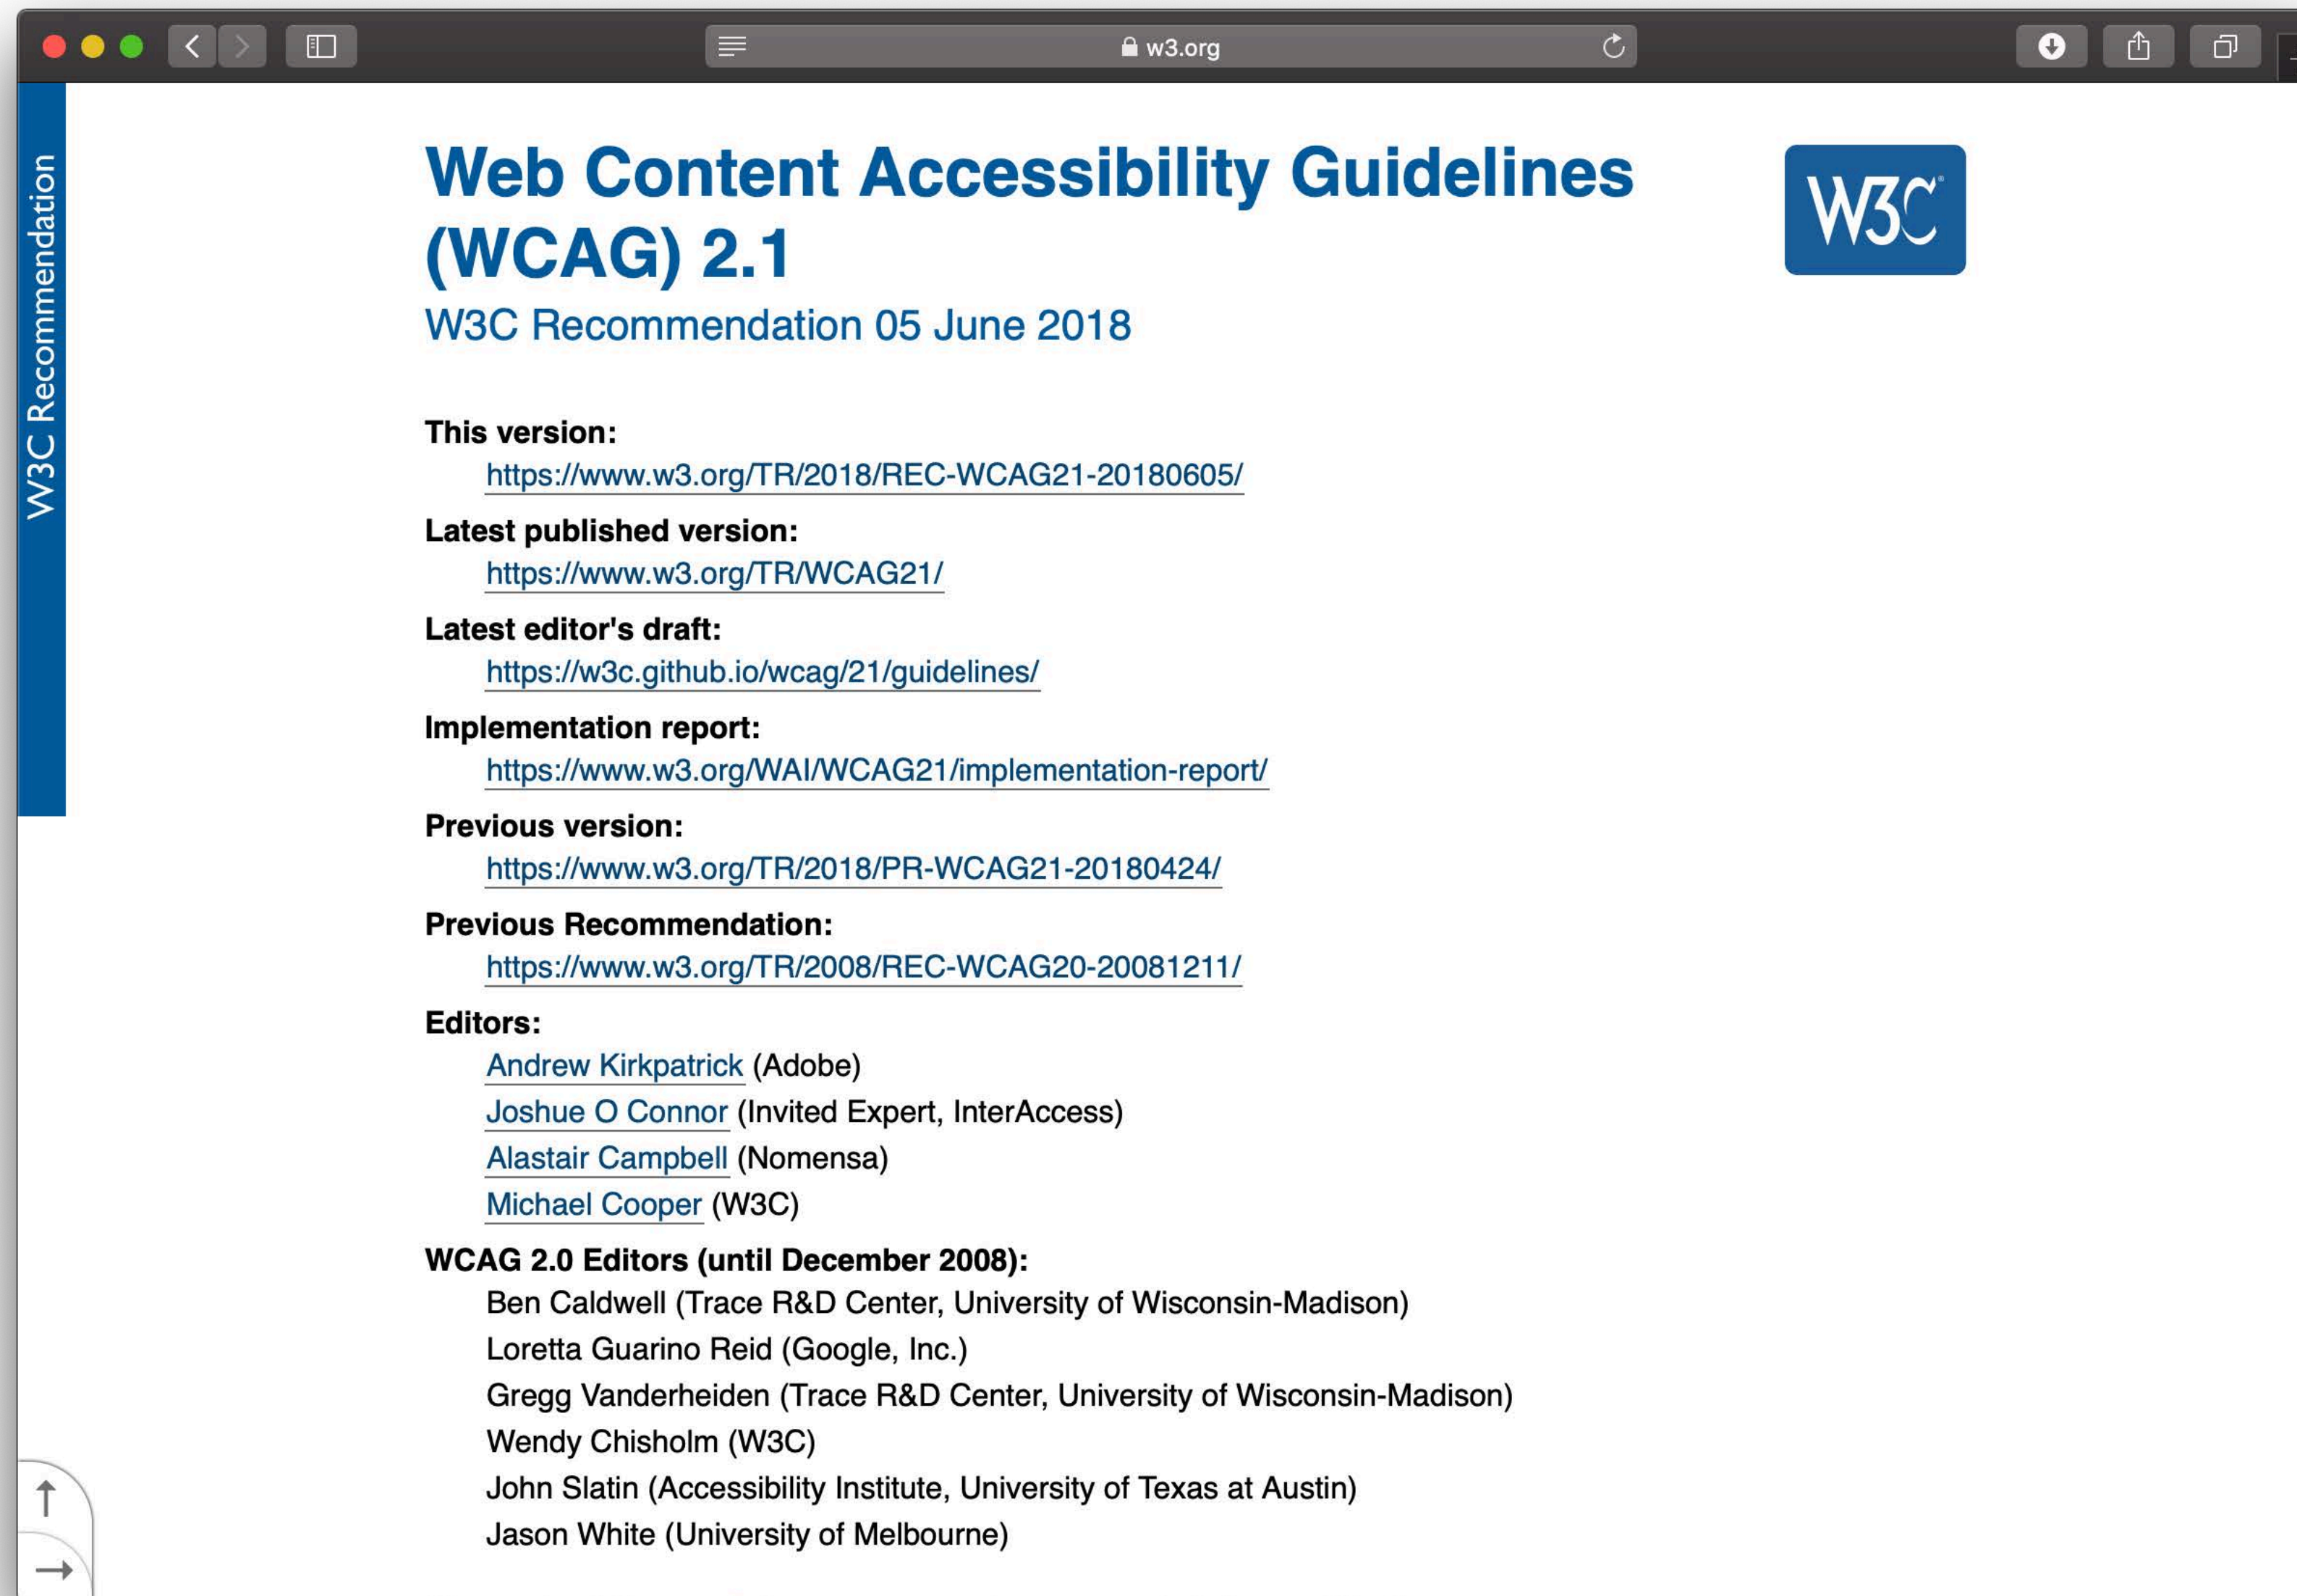 w3.org
W3C Recommendation
Web Content Accessibility Guidelines
(WCAG) 2.1
W3C®
W3C Recommendation 05 June 2018
This version:
https://www.w3.org/TR/2018/REC-WCAG21-20180605/
Latest published version:
https://www.w3.org/TR/WCAG21/
Latest editor's draft:
https://w3c.github.io/wcag/21/guidelines/
Implementation report:
https://www.w3.org/WAI/WCAG21/implementation-report/
Previous version:
https://www.w3.org/TR/2018/PR-WCAG21-20180424/
Previous Recommendation:
https://www.w3.org/TR/2008/REC-WCAG20-20081211/
Editors:
Andrew Kirkpatrick (Adobe)
Joshue O Connor (Invited Expert, InterAccess)
Alastair Campbell (Nomensa)
Michael Cooper (W3C)
WCAG 2.0 Editors (until December 2008):
Ben Caldwell (Trace R&D Center, University of Wisconsin-Madison)
Loretta Guarino Reid (Google, Inc.)
Gregg Vanderheiden (Trace R&D Center, University of Wisconsin-Madison)
Wendy Chisholm (W3C)
John Slatin (Accessibility Institute, University of Texas at Austin)
Jason White (University of Melbourne)